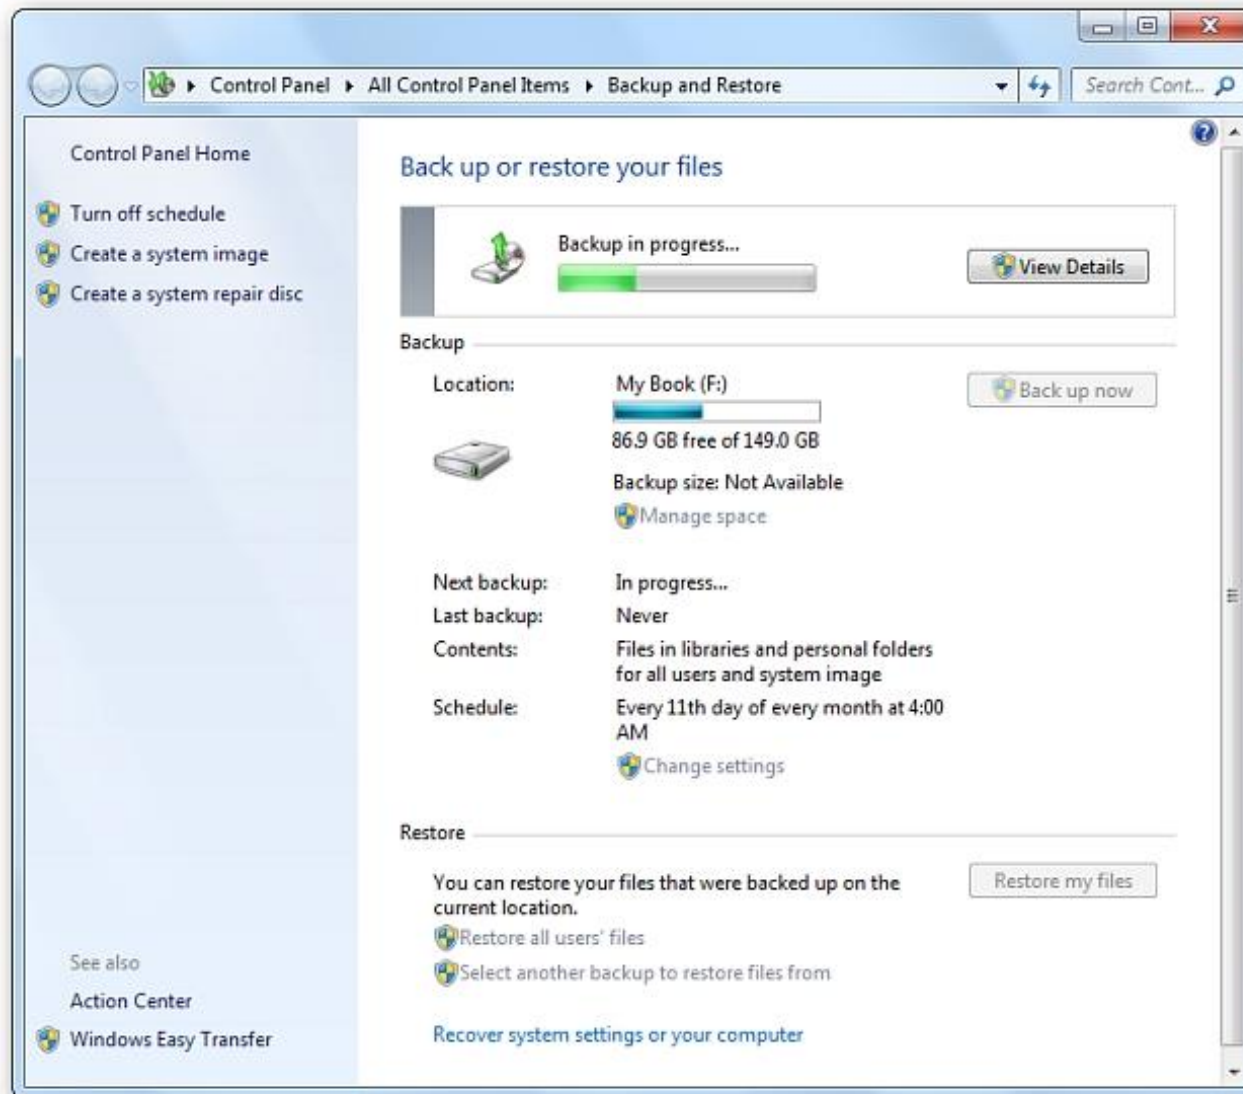 Control Panel ▸ All Control Panel Items ▸ Backup and Restore
Search Cont...
Control Panel Home
Turn off schedule
Create a system image
Create a system repair disc
See also
Action Center
Windows Easy Transfer
Back up or restore your files
Backup in progress...
View Details
Backup
Location:
My Book (F:)
Back up now
86.9 GB free of 149.0 GB
Backup size: Not Available
Manage space
Next backup:
In progress...
Last backup:
Never
Contents:
Files in libraries and personal folders
for all users and system image
Schedule:
Every 11th day of every month at 4:00
AM
Change settings
Restore
You can restore your files that were backed up on the
current location.
Restore my files
Restore all users' files
Select another backup to restore files from
Recover system settings or your computer